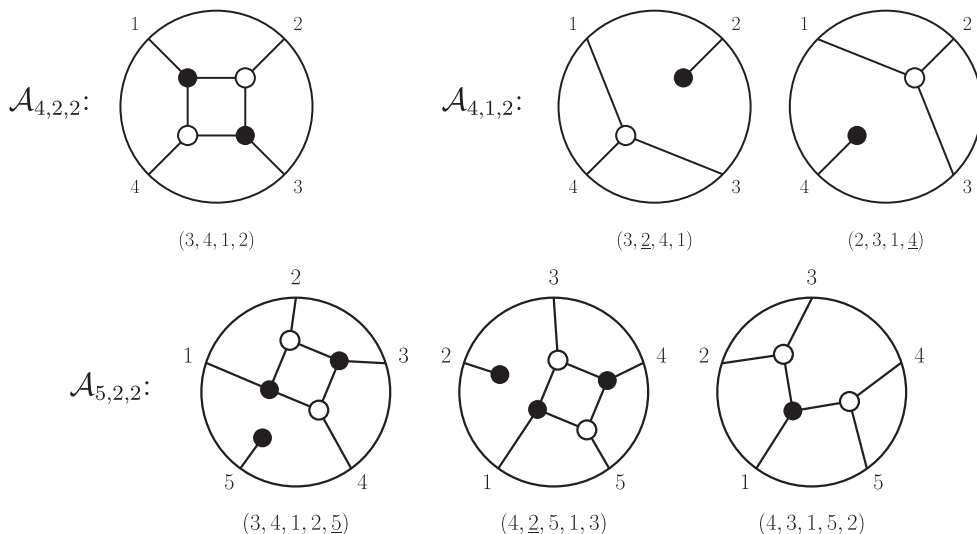 1 2 1 2 1 2
𝒜₄,₂,₂: 𝒜₄,₁,₂:
4 3 4 3 4 3
(3, 4, 1, 2) (3, 2̲, 4, 1) (2, 3, 1, 4̲)
2 3 3
1 3 2 4 2 4
𝒜₅,₂,₂:
5 4 1 5 1 5
(3, 4, 1, 2, 5̲) (4, 2̲, 5, 1, 3) (4, 3, 1, 5, 2)